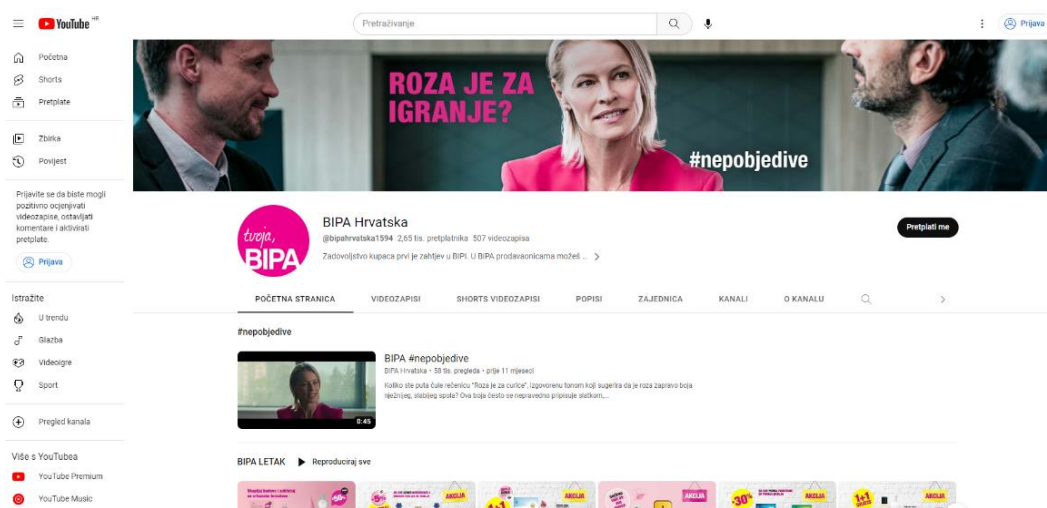 YouTube HR
Pretraživanje
Prijava
Početna
Shorts
Pretplate
Zbirka
Povijest
Prijavite se da biste mogli
pozitivno ocjenjivati
videozapise, ostavljati
komentare i aktivirati
pretplate.
Prijava
Istražite
U trendu
Glazba
Videoigre
Sport
Pregled kanala
Više s YouTubea
YouTube Premium
YouTube Music
ROZA JE ZA
IGRANJE?
#nepobjedive
tvoja,
BIPA
BIPA Hrvatska
@bipahrvatska1594 2,65 tis. pretplatnika 507 videozapisa
Zadovoljstvo kupaca prvi je zahtjev u BIPI. U BIPA prodavaonicama možeš ...
Pretplati me
POČETNA STRANICA VIDEOZAPISI SHORTS VIDEOZAPISI POPISI ZAJEDNICA KANALI O KANALU
#nepobjedive
0:45
BIPA #nepobjedive
BIPA Hrvatska • 58 tis. pregleda • prije 11 mjeseci
Koliko ste puta čule rečenicu "Roza je za curice", izgovorenu tonom koji sugerira da je roza zapravo boja
nježnijeg, slabijeg spola? Ova boja često se nepravedno pripisuje slatkom,...
BIPA LETAK Reproduciraj sve
AKCIJA
1+1
AKCIJA
AKCIJA
-30%
AKCIJA
1+1
AKCIJA